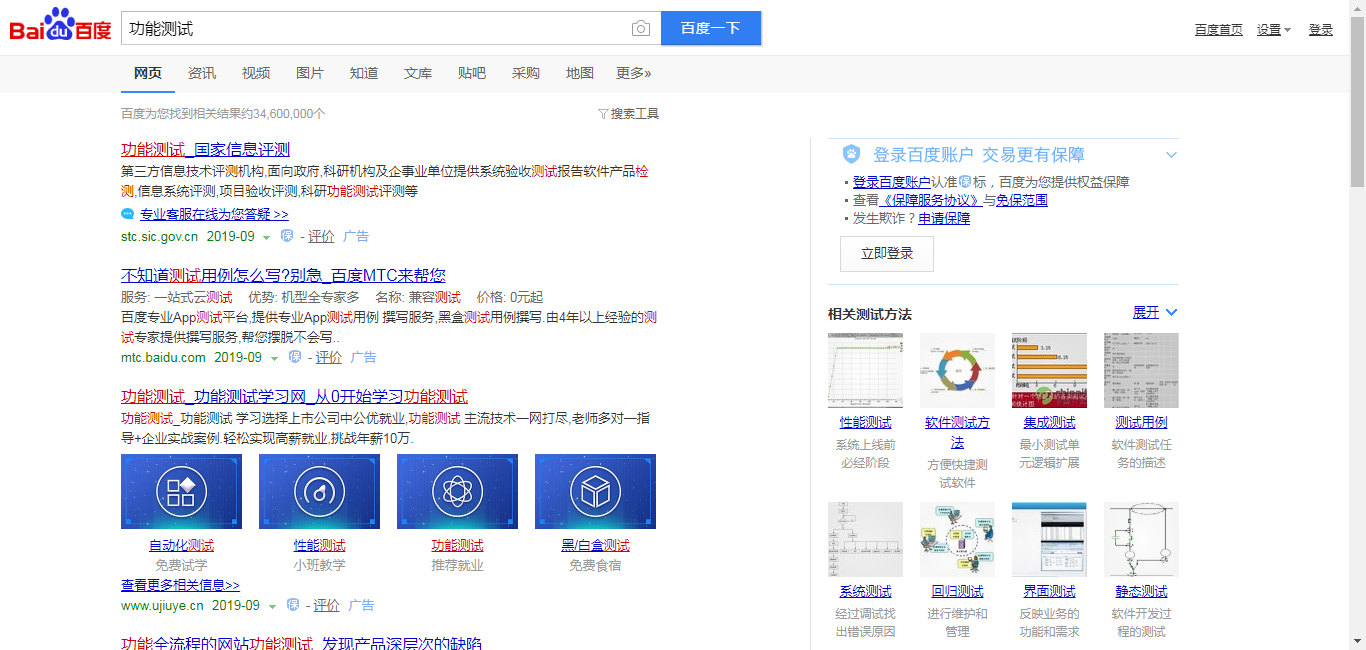 Bai du 百度
功能测试
百度一下
百度首页 设置 登录
网页 资讯 视频 图片 知道 文库 贴吧 采购 地图 更多»
百度为您找到相关结果约34,600,000个
搜索工具
功能测试_国家信息评测
第三方信息技术评测机构,面向政府,科研机构及企事业单位提供系统验收测试报告软件产品检
测,信息系统评测,项目验收评测,科研功能测试评测等
专业客服在线为您答疑 >>
stc.sic.gov.cn 2019-09 保 - 评价 广告
不知道测试用例怎么写?别急_百度MTC来帮您
服务: 一站式云测试 优势: 机型全专家多 名称: 兼容测试 价格: 0元起
百度专业App测试平台,提供专业App测试用例 撰写服务,黑盒测试用例撰写.由4年以上经验的测
试专家提供撰写服务,帮您摆脱不会写..
mtc.baidu.com 2019-09 保 - 评价 广告
功能测试_功能测试学习网_从0开始学习功能测试
功能测试_功能测试 学习选择上市公司中公优就业,功能测试 主流技术一网打尽,老师多对一指
导+企业实战案例.轻松实现高薪就业,挑战年薪10万.
自动化测试 性能测试 功能测试 黑/白盒测试
免费试学 小班教学 推荐就业 免费食宿
查看更多相关信息>>
www.ujiuye.cn 2019-09 保 - 评价 广告
功能全流程的网站功能测试_发现产品深层次的缺陷
登录百度账户 交易更有保障
登录百度账户认准保标，百度为您提供权益保障
查看《保障服务协议》与免保范围
发生欺诈？申请保障
立即登录
相关测试方法 展开
性能测试 软件测试方 集成测试 测试用例
法
系统上线前 最小测试单 软件测试任
必经阶段 元逻辑扩展 务的描述
方便快捷测
试软件
系统测试 回归测试 界面测试 静态测试
经过调试找 进行维护和 反映业务的 软件开发过
出错误原因 管理 功能和需求 程的测试